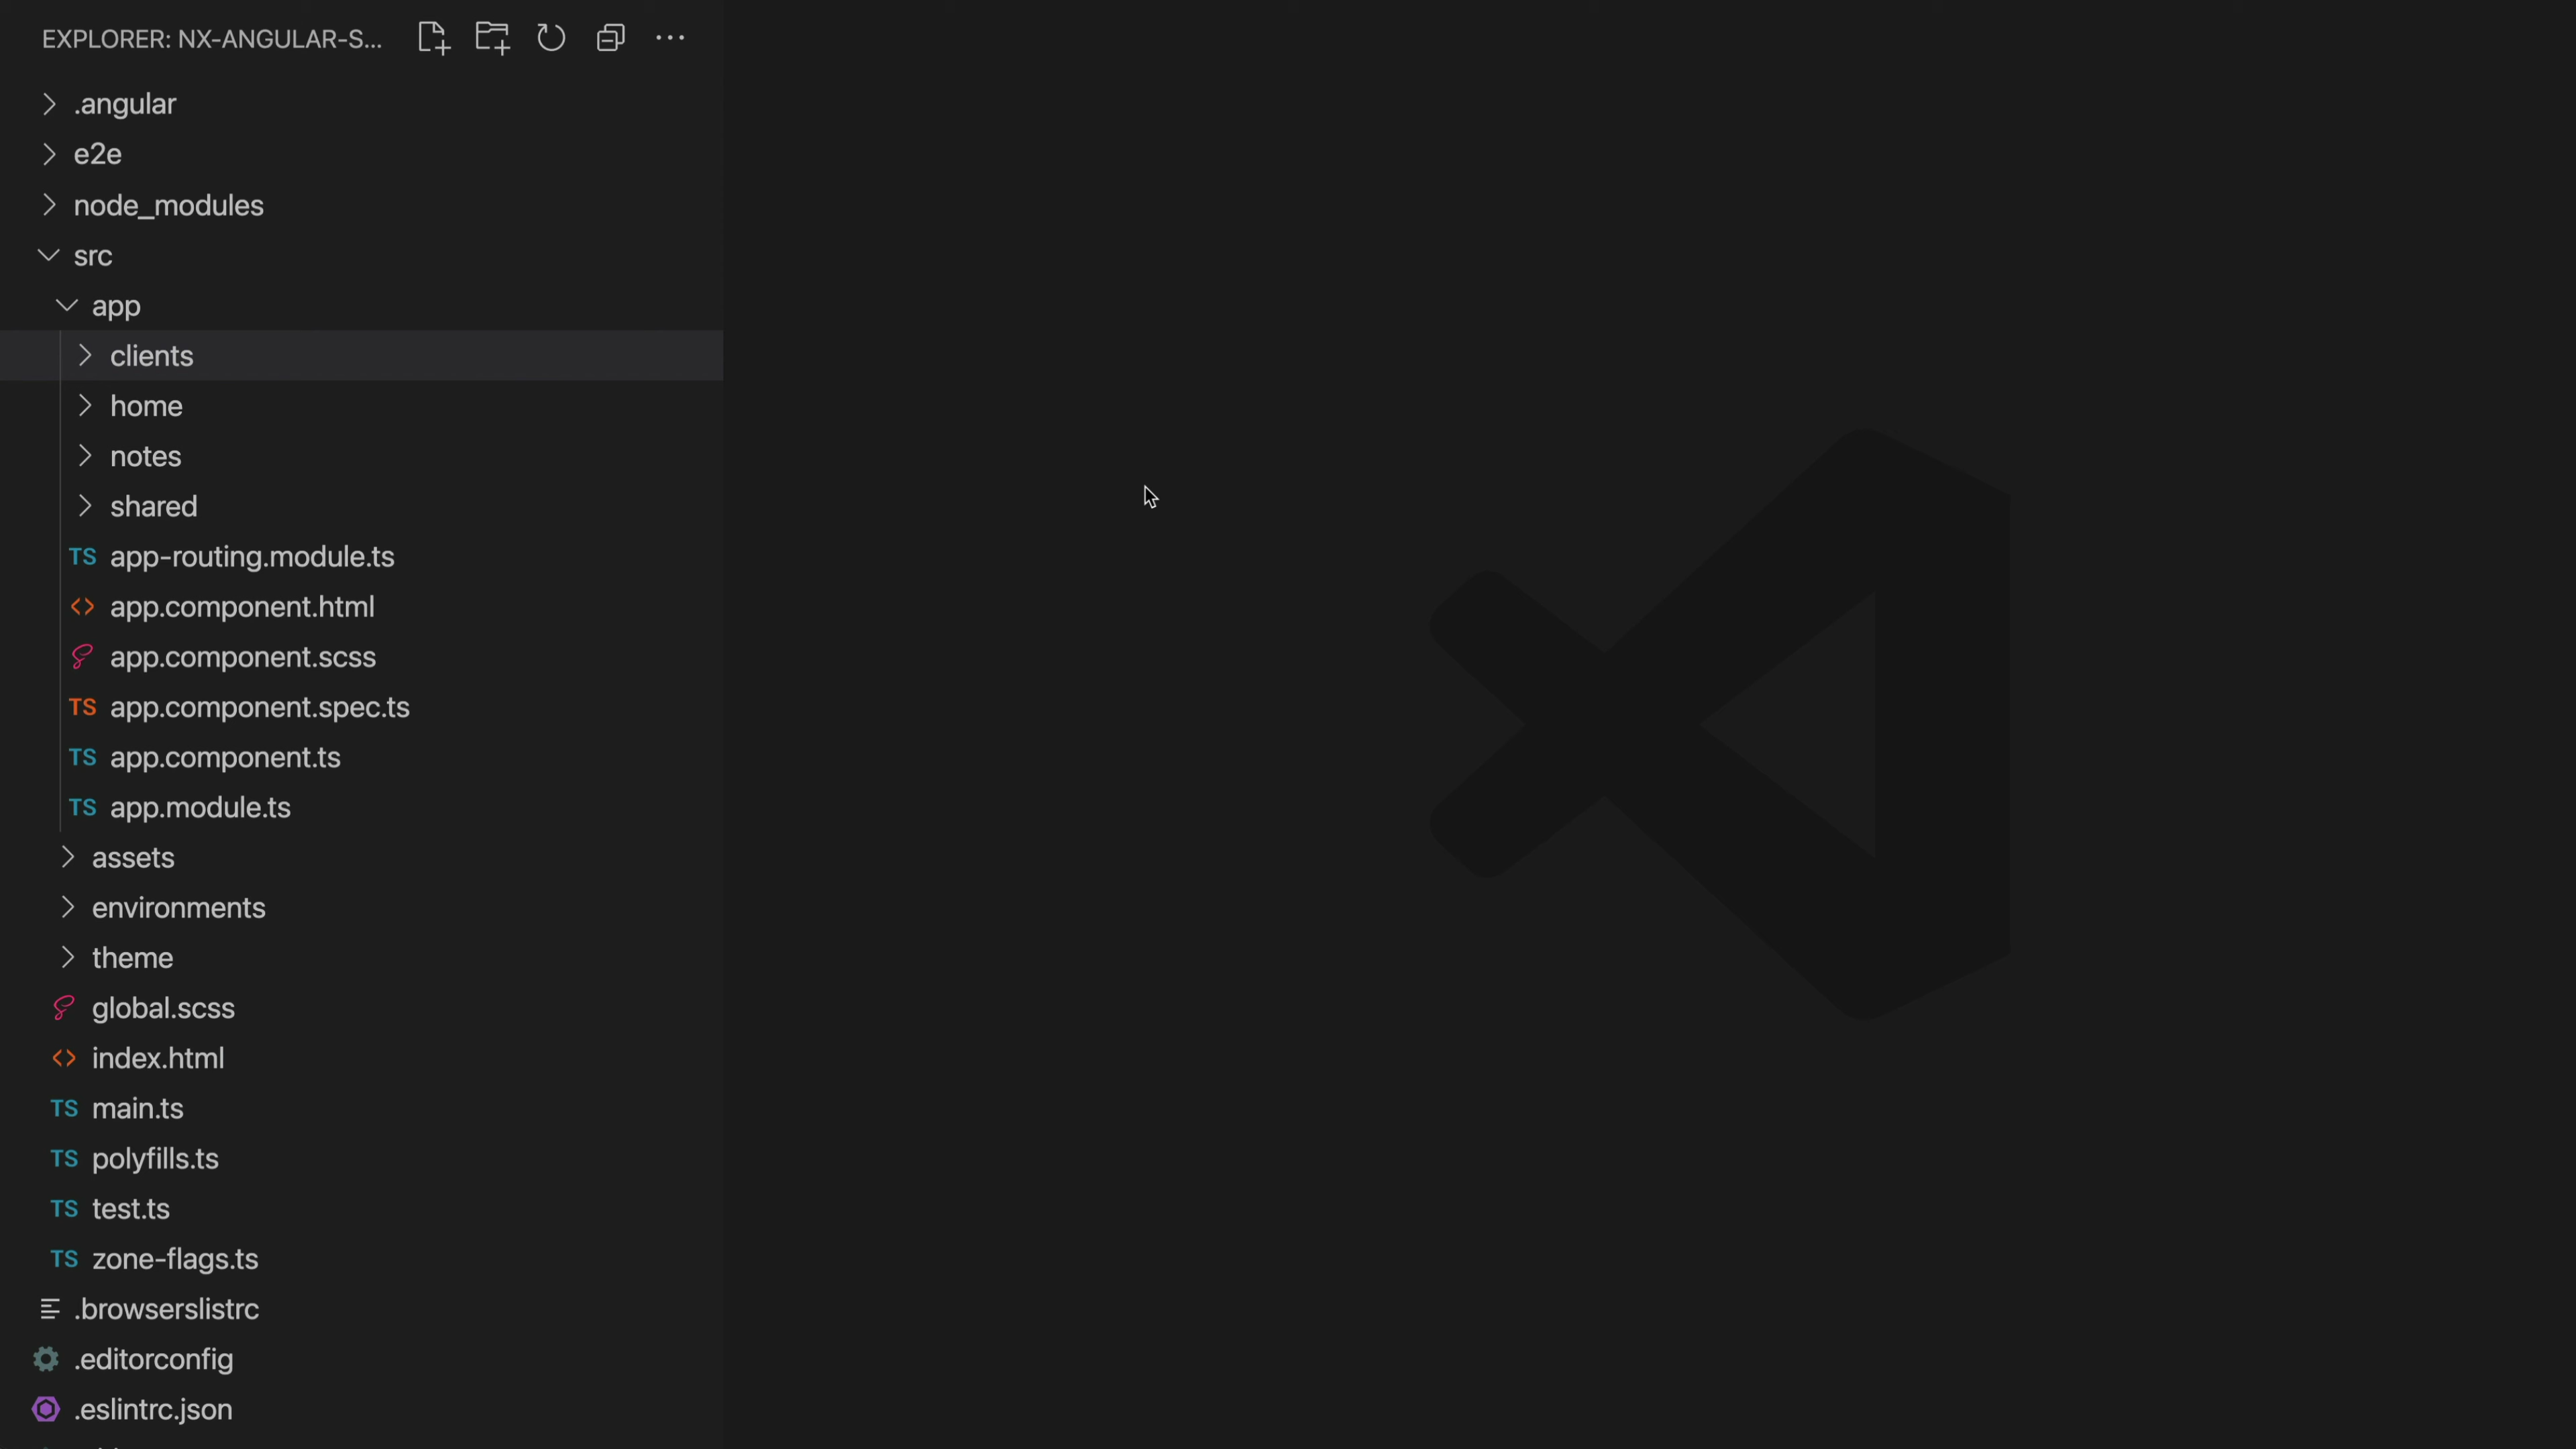 EXPLORER: NX-ANGULAR-S...
.angular
e2e
node_modules
src
app
clients
home
notes
shared
TS app-routing.module.ts
<> app.component.html
app.component.scss
TS app.component.spec.ts
TS app.component.ts
TS app.module.ts
assets
environments
theme
global.scss
<> index.html
TS main.ts
TS polyfills.ts
TS test.ts
TS zone-flags.ts
.browserslistrc
.editorconfig
.eslintrc.json